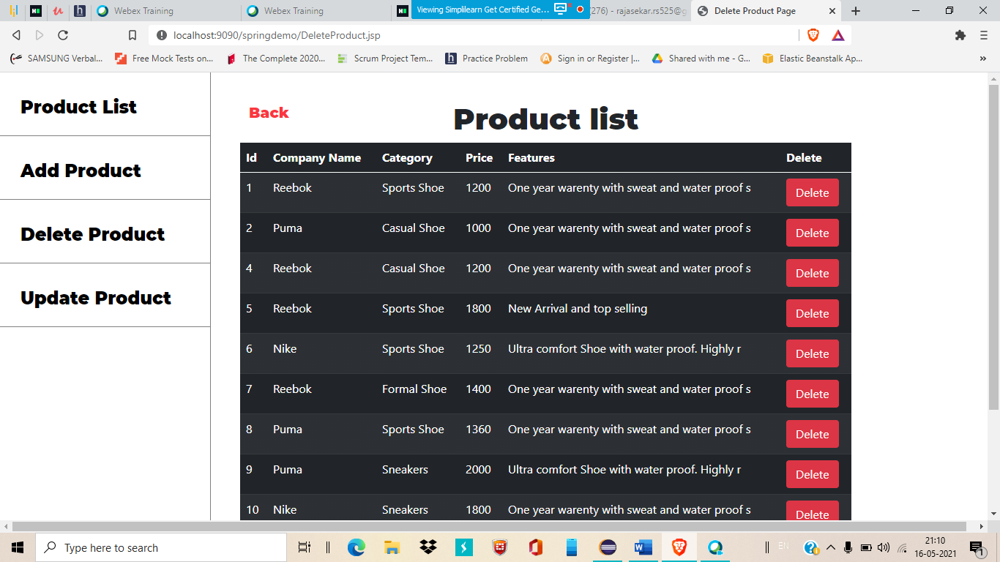 Webex Training
Webex Training
Viewing Simplilearn Get Certified Ge...
(276) - rajasekar.rs525@g
Delete Product Page
localhost:9090/springdemo/DeleteProduct.jsp
SAMSUNG Verbal...
Free Mock Tests on...
The Complete 2020...
Scrum Project Tem...
Practice Problem
Sign in or Register |...
Shared with me - G...
Elastic Beanstalk Ap...
Product List
Add Product
Delete Product
Update Product
Back
Product list
Id Company Name Category Price Features Delete
1 Reebok Sports Shoe 1200 One year warenty with sweat and water proof s Delete
2 Puma Casual Shoe 1000 One year warenty with sweat and water proof s Delete
4 Reebok Casual Shoe 1200 One year warenty with sweat and water proof s Delete
5 Reebok Sports Shoe 1800 New Arrival and top selling Delete
6 Nike Sports Shoe 1250 Ultra comfort Shoe with water proof. Highly r Delete
7 Reebok Formal Shoe 1400 One year warenty with sweat and water proof s Delete
8 Puma Sports Shoe 1360 One year warenty with sweat and water proof s Delete
9 Puma Sneakers 2000 Ultra comfort Shoe with water proof. Highly r Delete
10 Nike Sneakers 1800 One year warenty with sweat and water proof s Delete
Type here to search
EN
21:10
16-05-2021
1